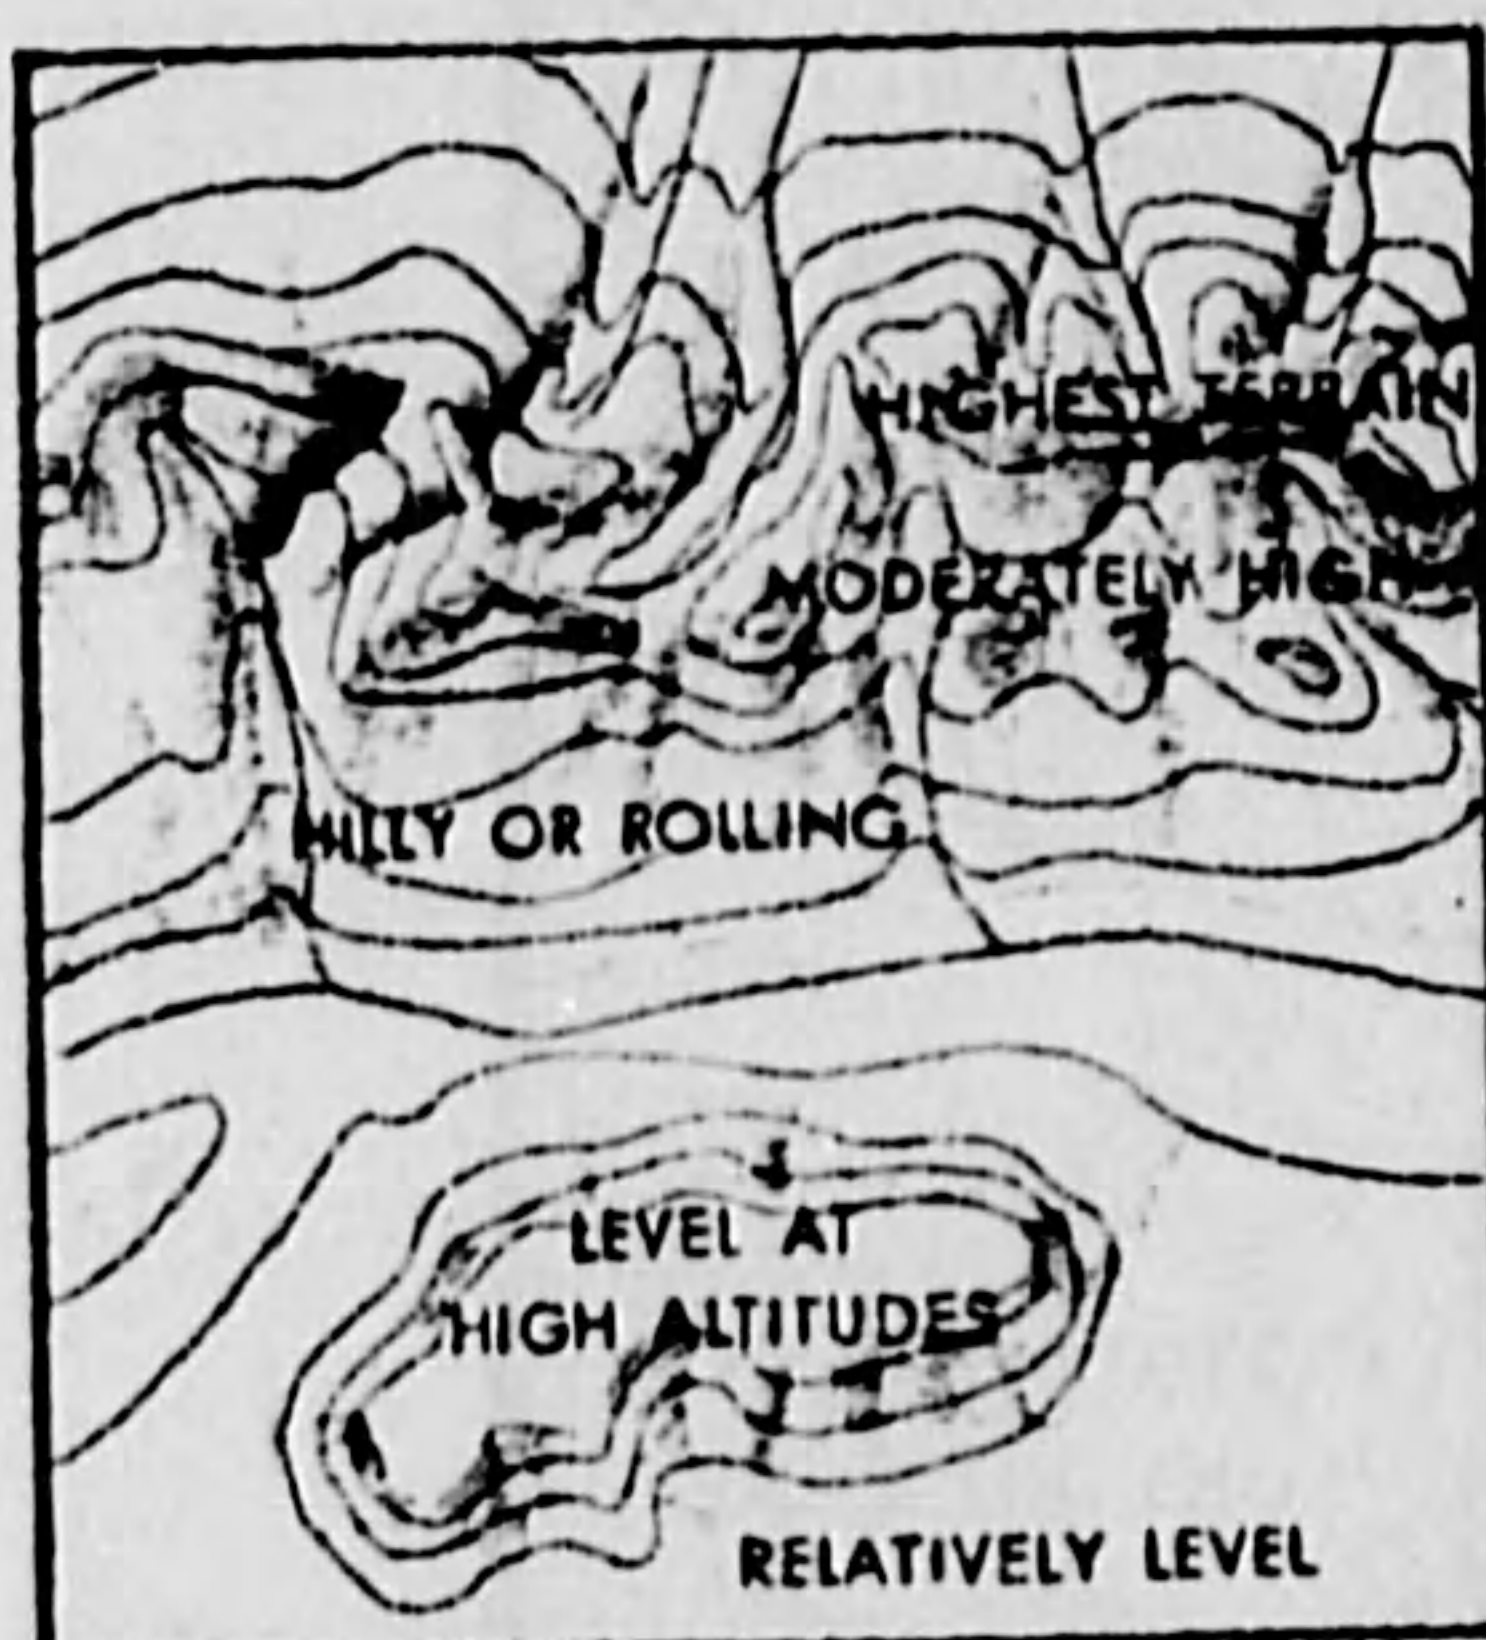 HIGHEST TERRAIN
MODERATELY HIGH
HILLY OR ROLLING
LEVEL AT
HIGH ALTITUDES
RELATIVELY LEVEL